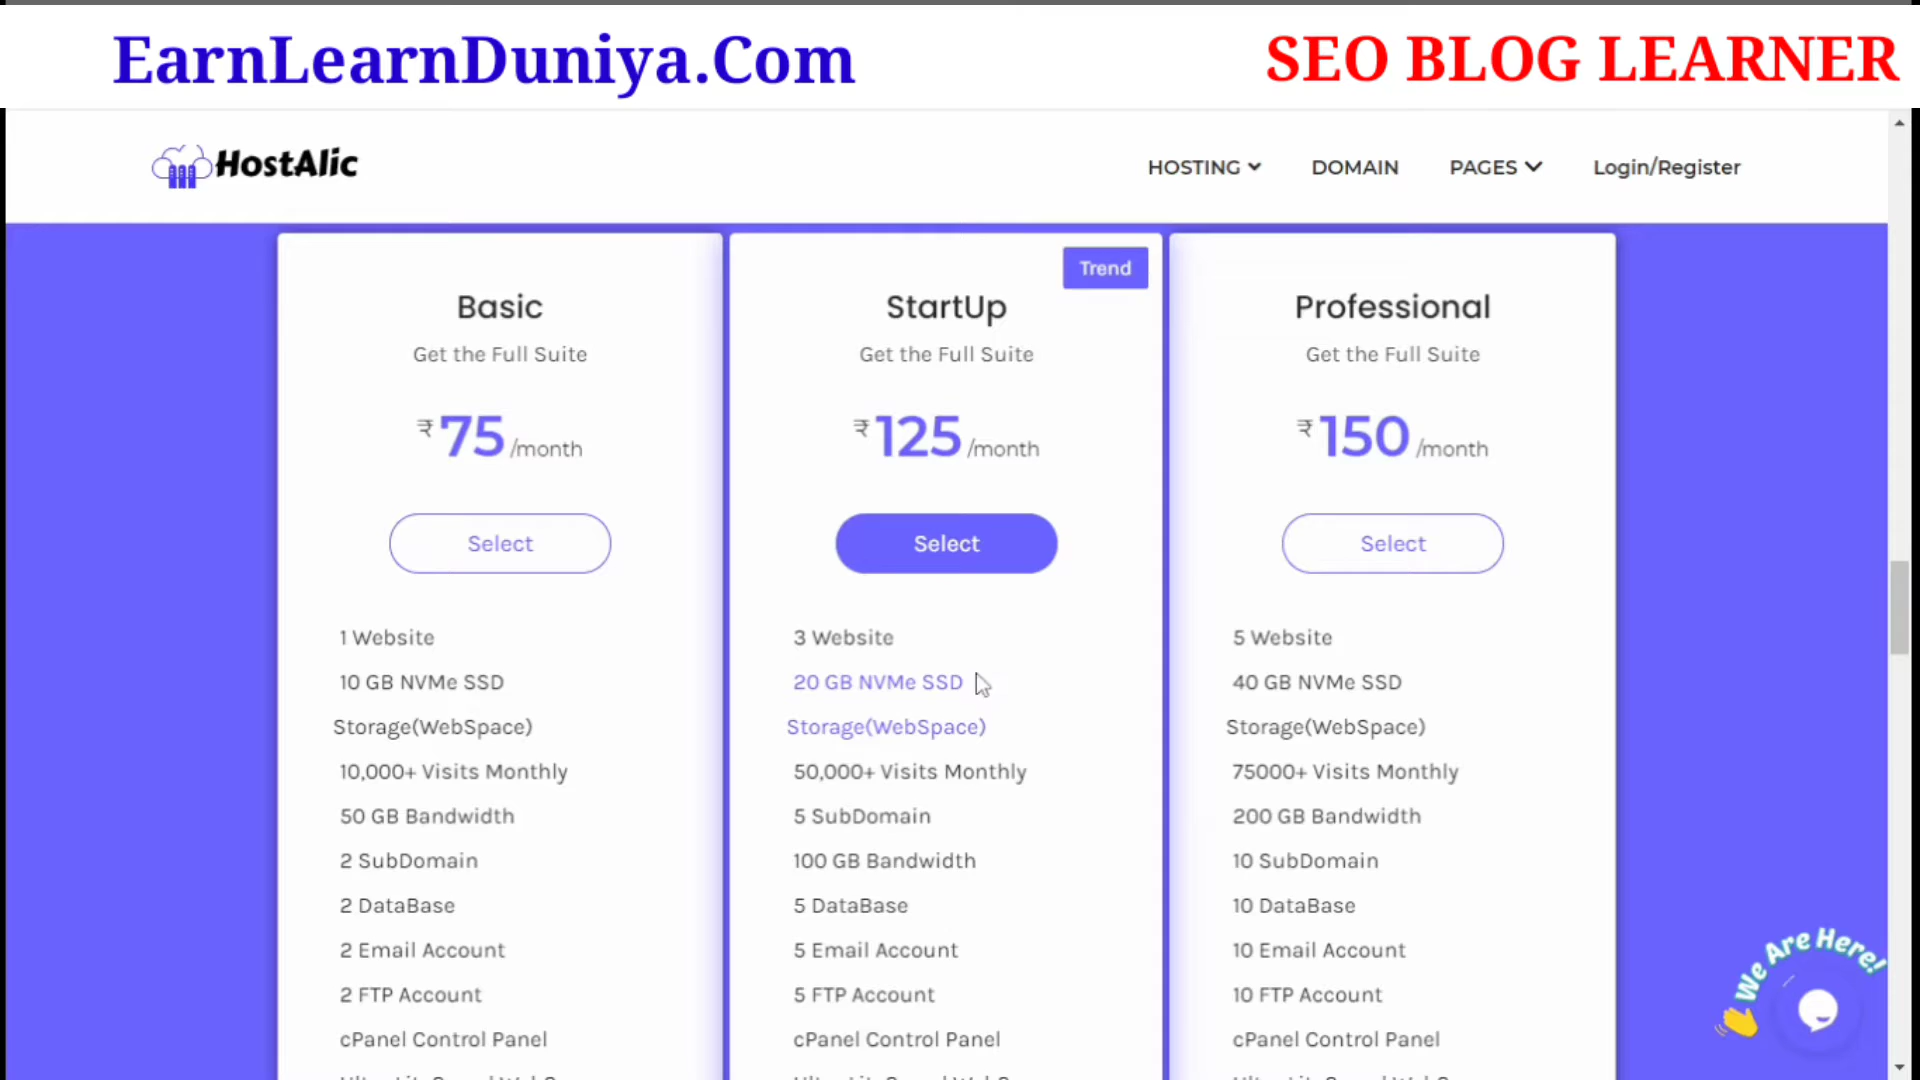 EarnLearnDuniya.Com
SEO BLOG LEARNER
HostAlic
HOSTING
DOMAIN
PAGES
Login/Register
Basic
Get the Full Suite
₹75/month
Select
1 Website
10 GB NVMe SSD
Storage(WebSpace)
10,000+ Visits Monthly
50 GB Bandwidth
2 SubDomain
2 DataBase
2 Email Account
2 FTP Account
cPanel Control Panel
Trend
StartUp
Get the Full Suite
₹125/month
Select
3 Website
20 GB NVMe SSD
Storage(WebSpace)
50,000+ Visits Monthly
5 SubDomain
100 GB Bandwidth
5 DataBase
5 Email Account
5 FTP Account
cPanel Control Panel
Professional
Get the Full Suite
₹150/month
Select
5 Website
40 GB NVMe SSD
Storage(WebSpace)
75000+ Visits Monthly
200 GB Bandwidth
10 SubDomain
10 DataBase
10 Email Account
10 FTP Account
cPanel Control Panel
We Are Here!